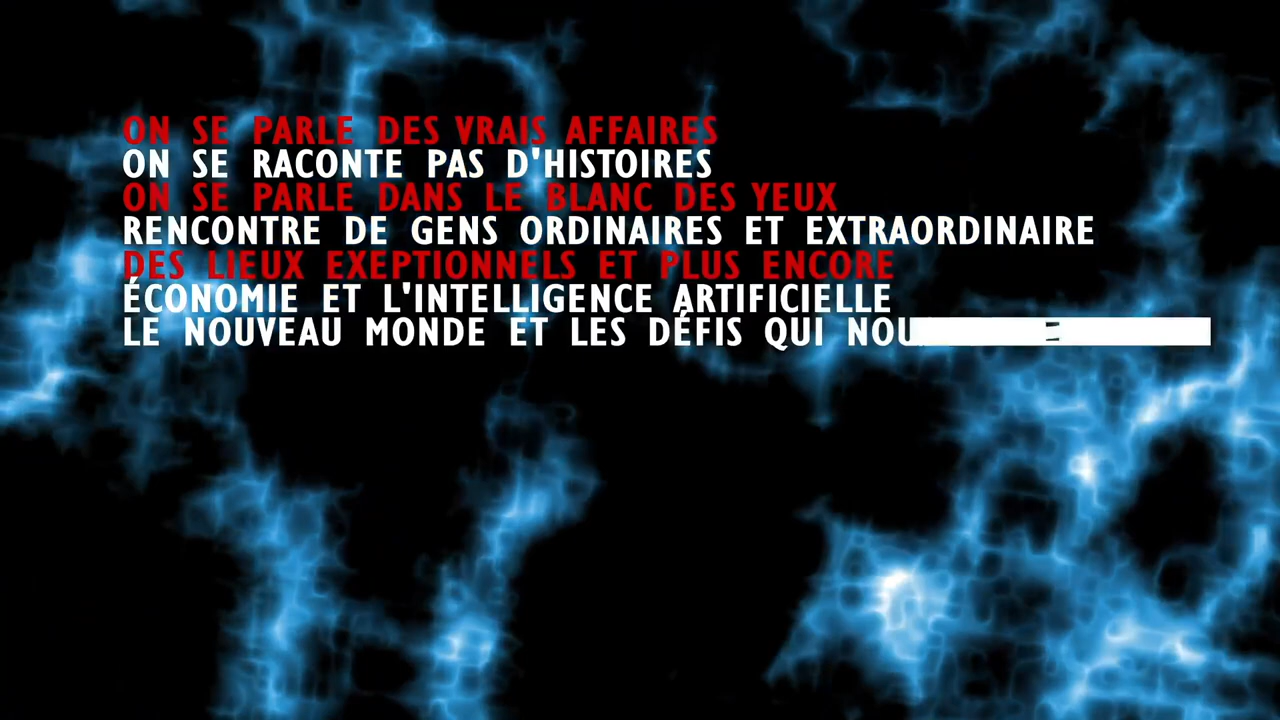 ON SE PARLE DES VRAIS AFFAIRES
ON SE RACONTE PAS D'HISTOIRES
ON SE PARLE DANS LE BLANC DES YEUX
RENCONTRE DE GENS ORDINAIRES ET EXTRAORDINAIRE
DES LIEUX EXEPTIONNELS ET PLUS ENCORE
ÉCONOMIE ET L'INTELLIGENCE ARTIFICIELLE
LE NOUVEAU MONDE ET LES DÉFIS QUI